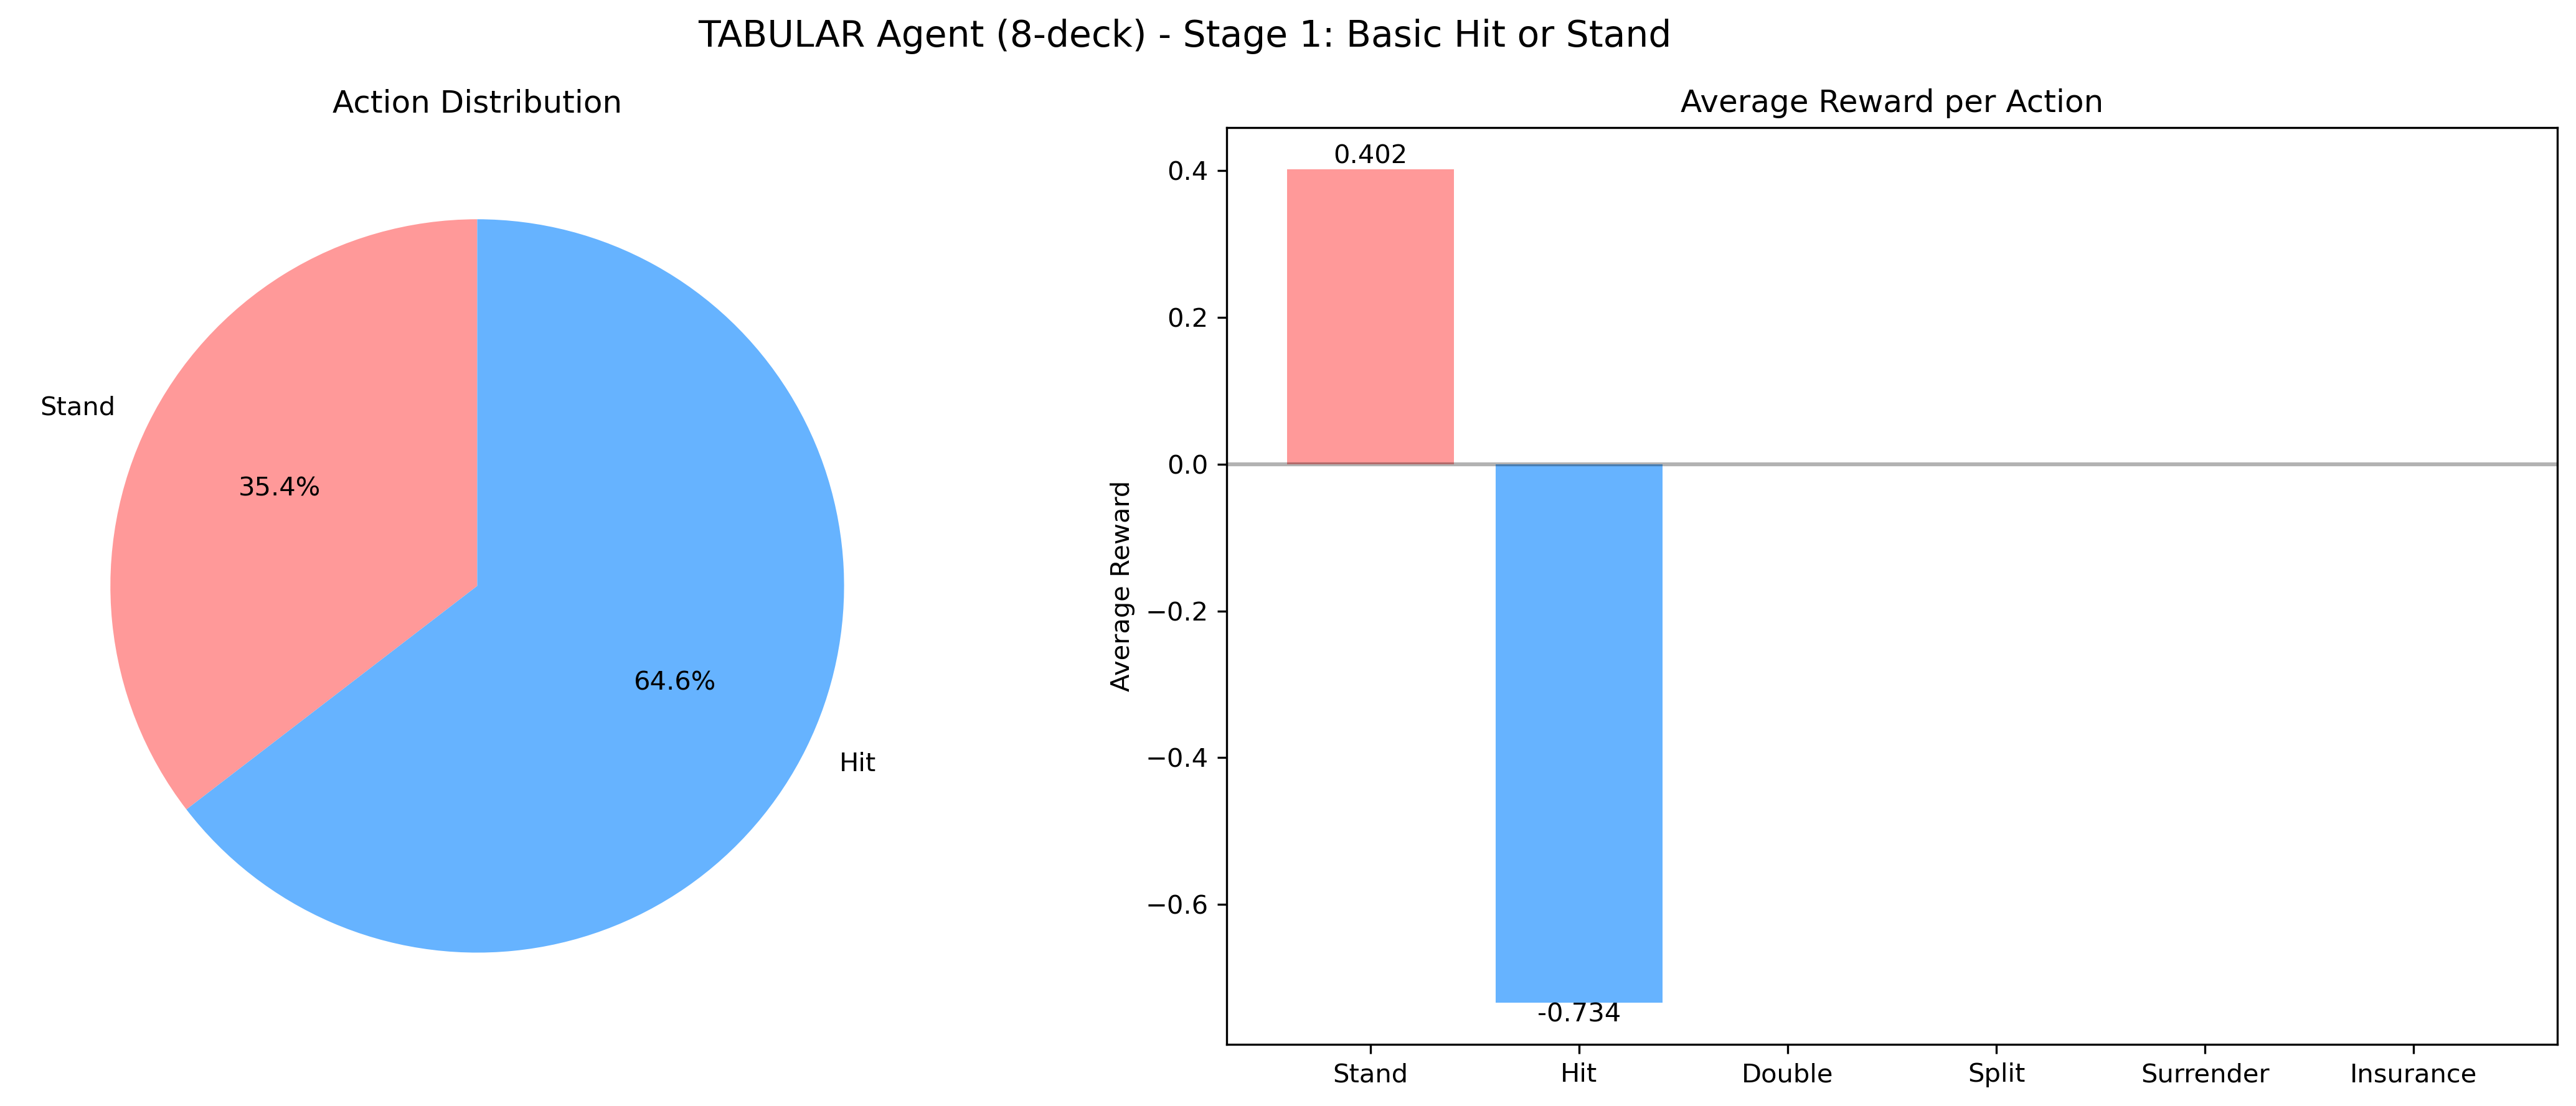 TABULAR Agent (8-deck) - Stage 1: Basic Hit or Stand
Action Distribution
Stand
35.4%
64.6%
Hit
Average Reward per Action
Average Reward
0.4
0.2
0.0
−0.2
−0.4
−0.6
0.402
-0.734
Stand
Hit
Double
Split
Surrender
Insurance